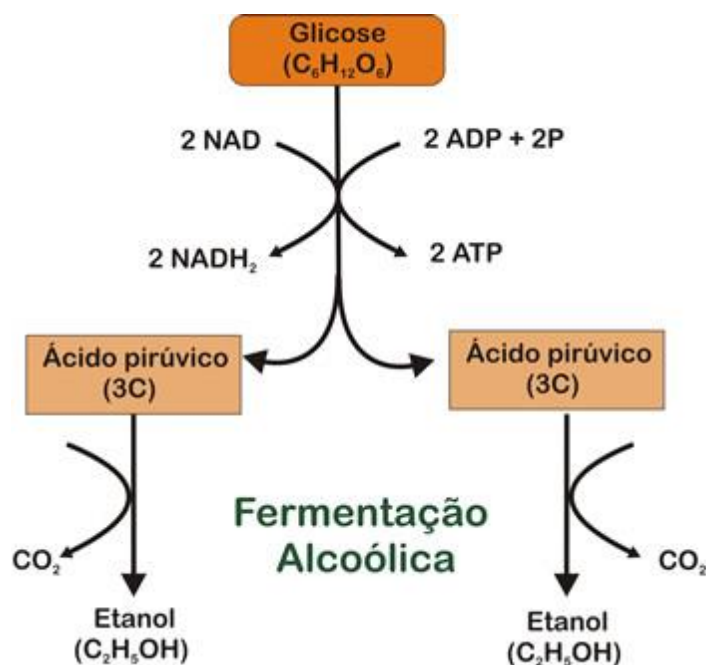 Glicose
(C₆H₁₂O₆)
2 NAD
2 ADP + 2P
2 NADH₂
2 ATP
Ácido pirúvico
(3C)
Ácido pirúvico
(3C)
Fermentação
Alcoólica
CO₂
CO₂
Etanol
(C₂H₅OH)
Etanol
(C₂H₅OH)